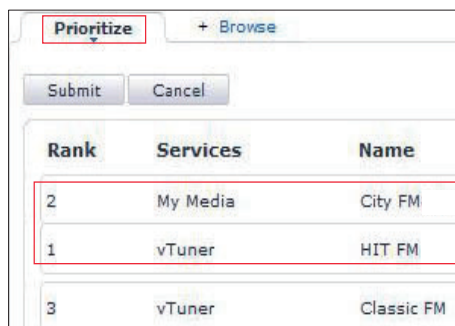 Prioritize + Browse
Submit Cancel
Rank Services Name
2 My Media City FM
1 vTuner HIT FM
3 vTuner Classic FM